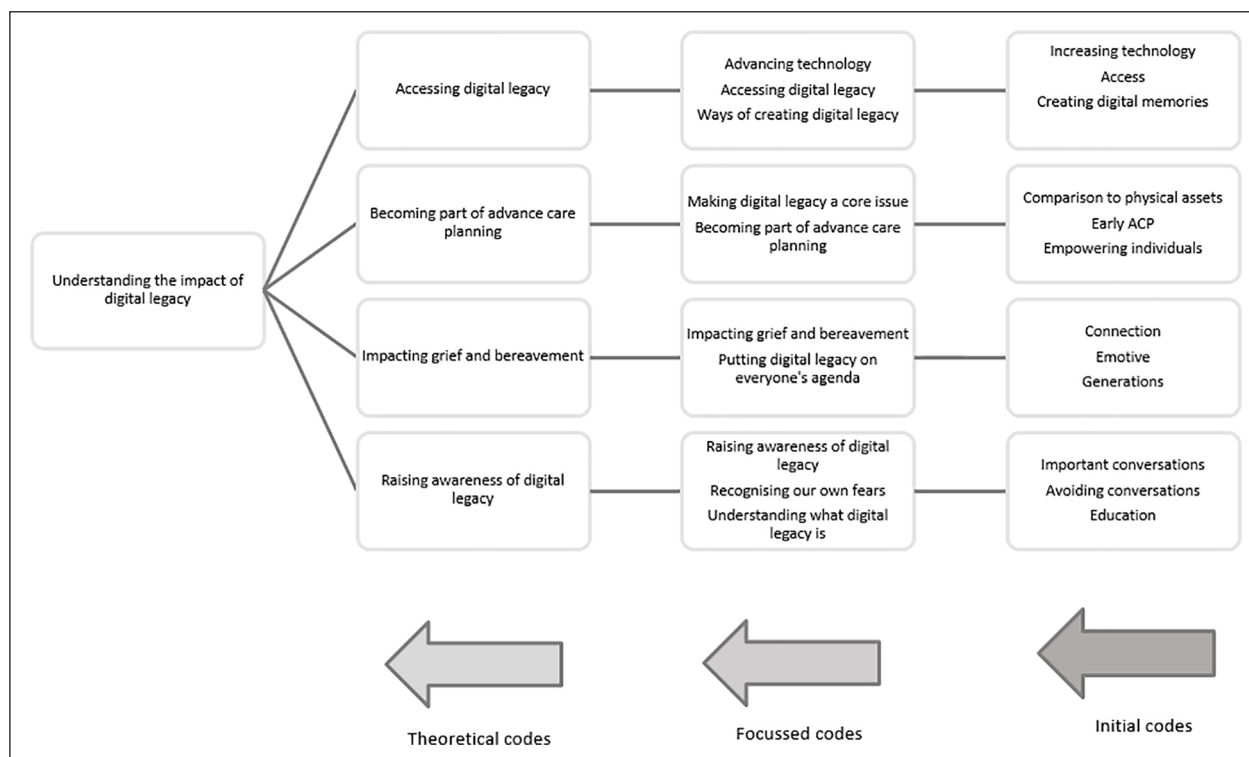 Accessing digital legacy
Advancing technology
Accessing digital legacy
Ways of creating digital legacy
Increasing technology
Access
Creating digital memories
Understanding the impact of
digital legacy
Becoming part of advance care
planning
Making digital legacy a core issue
Becoming part of advance care
planning
Comparison to physical assets
Early ACP
Empowering individuals
Impacting grief and bereavement
Impacting grief and bereavement
Putting digital legacy on
everyone's agenda
Connection
Emotive
Generations
Raising awareness of digital
legacy
Raising awareness of digital
legacy
Recognising our own fears
Understanding what digital
legacy is
Important conversations
Avoiding conversations
Education
Theoretical codes
Focussed codes
Initial codes